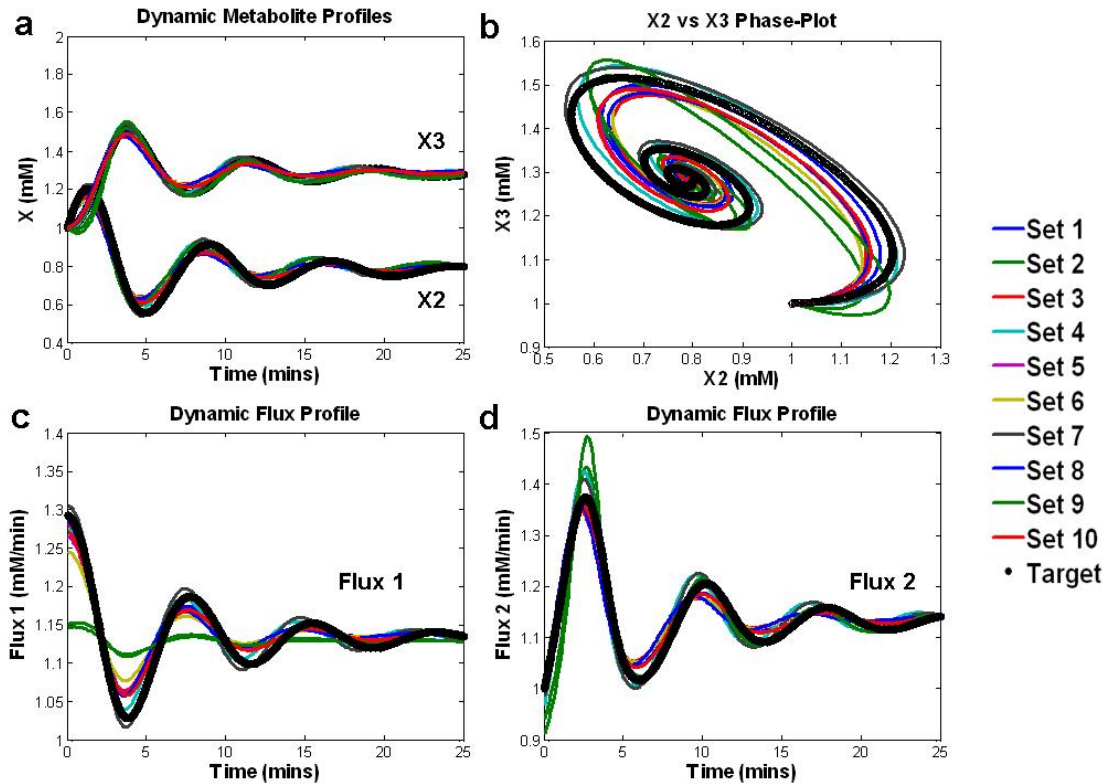 a
Dynamic Metabolite Profiles
2
1.8
1.6
1.4
1.2
1
0.8
0.6
0.4
X (mM)
X3
X2
0 5 10 15 20 25
Time (mins)
b
X2 vs X3 Phase-Plot
1.6
1.5
1.4
1.3
1.2
1.1
1
0.9
X3 (mM)
0.5 0.6 0.7 0.8 0.9 1 1.1 1.2 1.3
X2 (mM)
c
Dynamic Flux Profile
1.4
1.35
1.3
1.25
1.2
1.15
1.1
1.05
1
Flux 1 (mM/min)
Flux 1
0 5 10 15 20 25
Time (mins)
d
Dynamic Flux Profile
1.5
1.4
1.3
1.2
1.1
1
0.9
Flux 2 (mM/min)
Flux 2
0 5 10 15 20 25
Time (mins)
Set 1
Set 2
Set 3
Set 4
Set 5
Set 6
Set 7
Set 8
Set 9
Set 10
Target